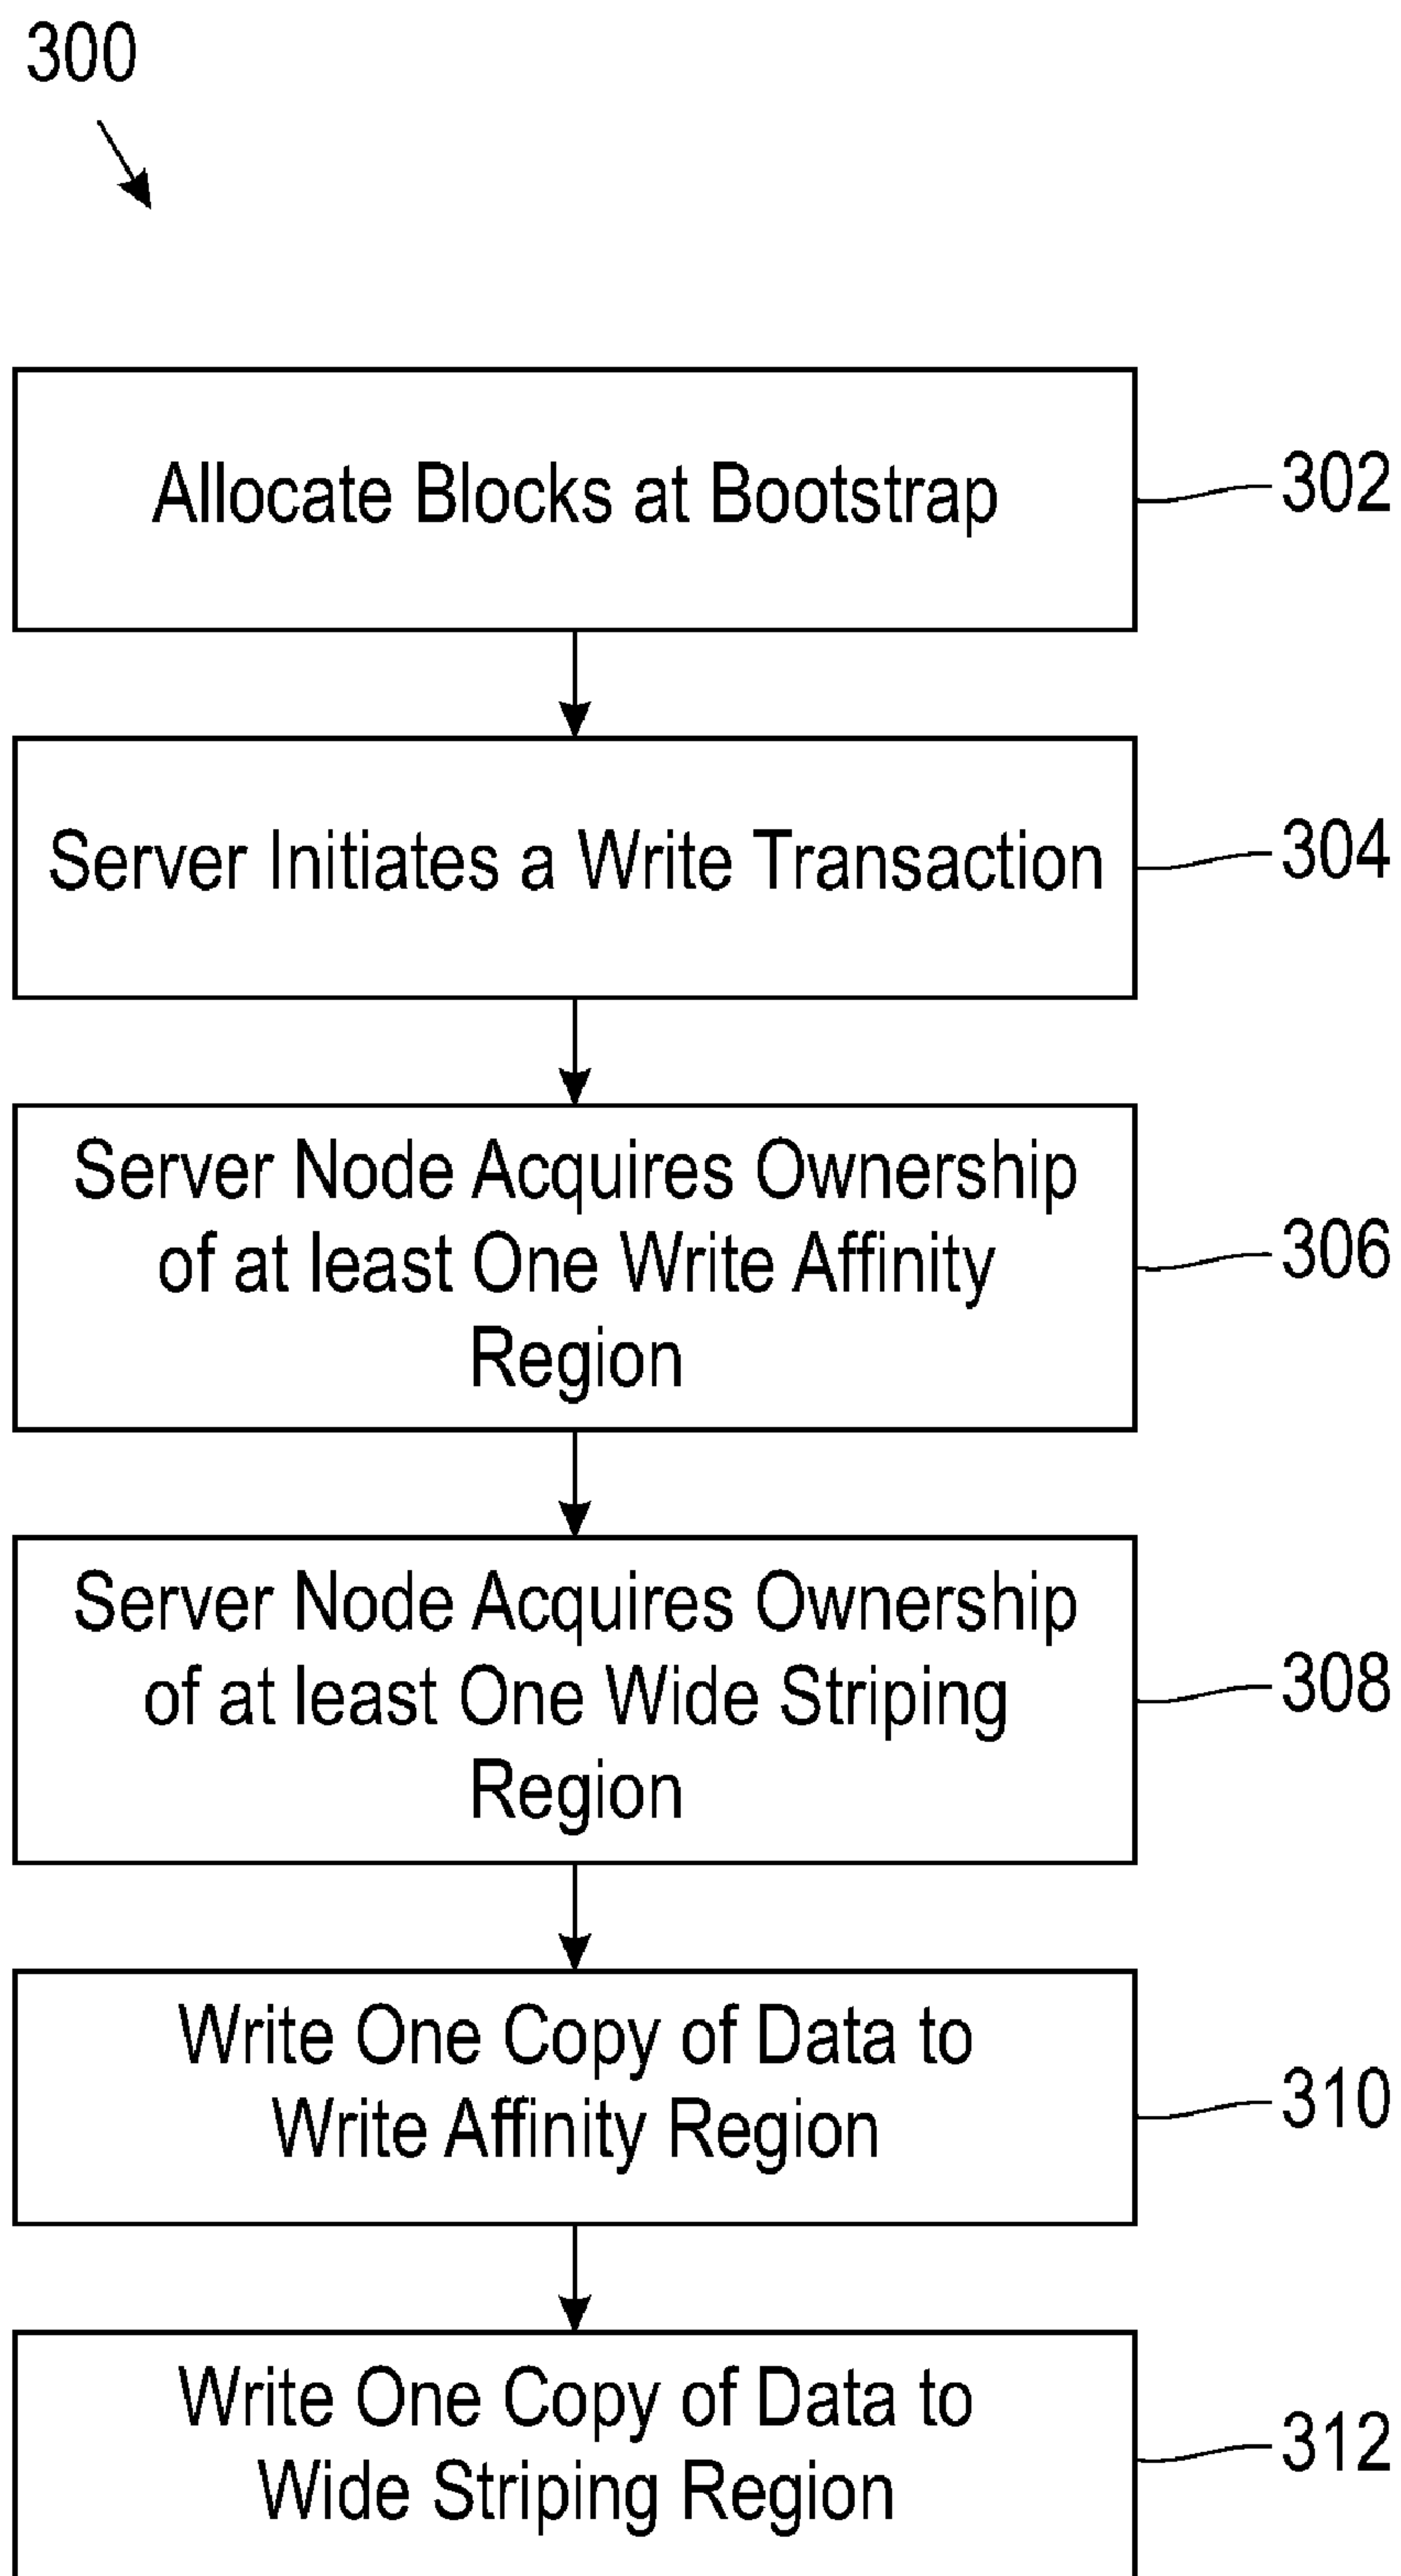 300
Allocate Blocks at Bootstrap
302
Server Initiates a Write Transaction
304
Server Node Acquires Ownership
of at least One Write Affinity
Region
306
Server Node Acquires Ownership
of at least One Wide Striping
Region
308
Write One Copy of Data to
Write Affinity Region
310
Write One Copy of Data to
Wide Striping Region
312